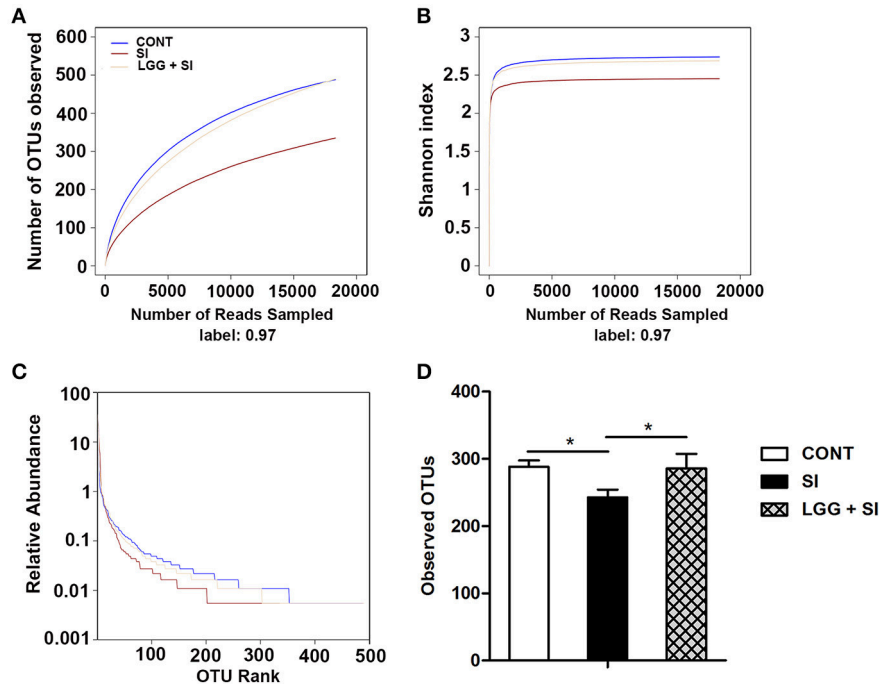 A
600
500
400
300
200
100
0
Number of OTUs observed
CONT
SI
LGG + SI
0 5000 10000 15000 20000
Number of Reads Sampled
label: 0.97
B
3
2.5
2
1.5
1
0.5
0
Shannon index
0 5000 10000 15000 20000
Number of Reads Sampled
label: 0.97
C
100
10
1
0.1
0.01
0.001
Relative Abundance
100 200 300 400 500
OTU Rank
D
400
300
200
100
0
Observed OTUs
*
*
CONT
SI
LGG + SI